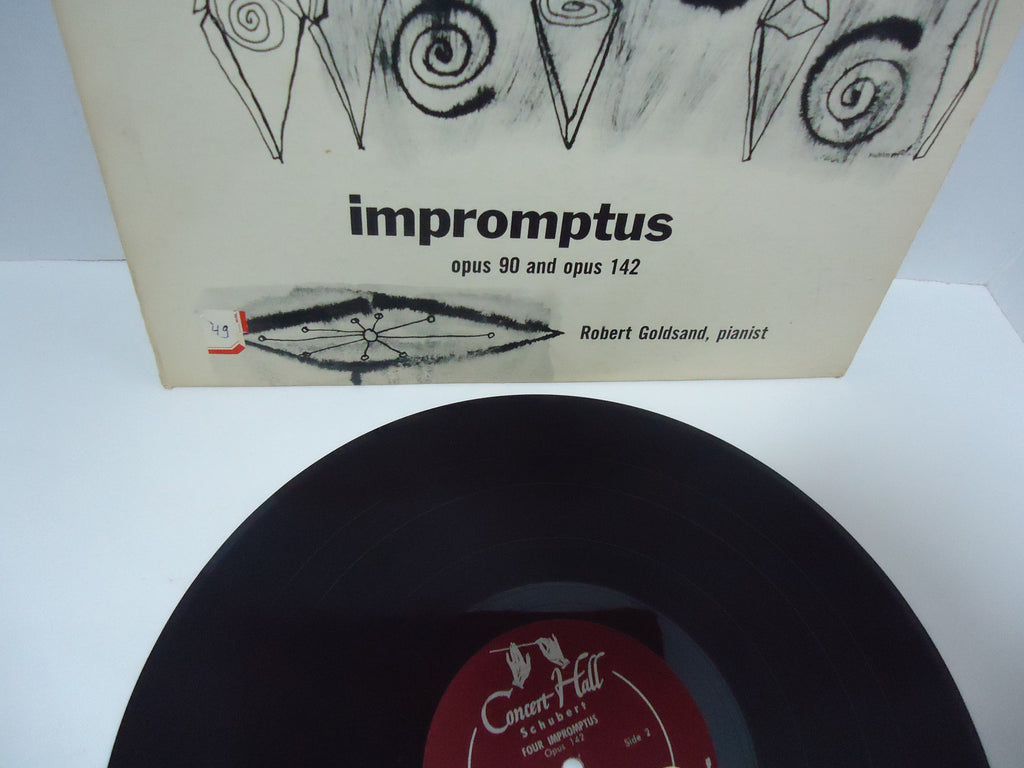 impromptus
opus 90 and opus 142
49
Robert Goldsand, pianist
Concert Hall
Schubert
FOUR IMPROMPTUS
Opus 142
Side 2